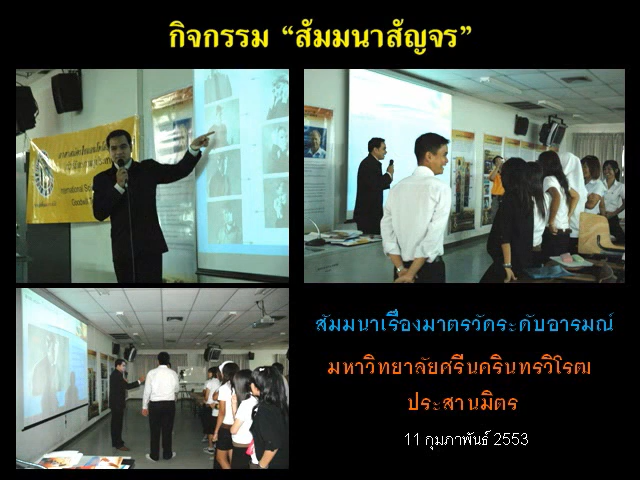 กิจกรรม “สัมมนาสัญจร”
International
Goodwill
สัมมนาเรื่องมาตรวัดระดับอารมณ์
มหาวิทยาลัยศรีนครินทรวิโรฒ
ประสานมิตร
11 กุมภาพันธ์ 2553